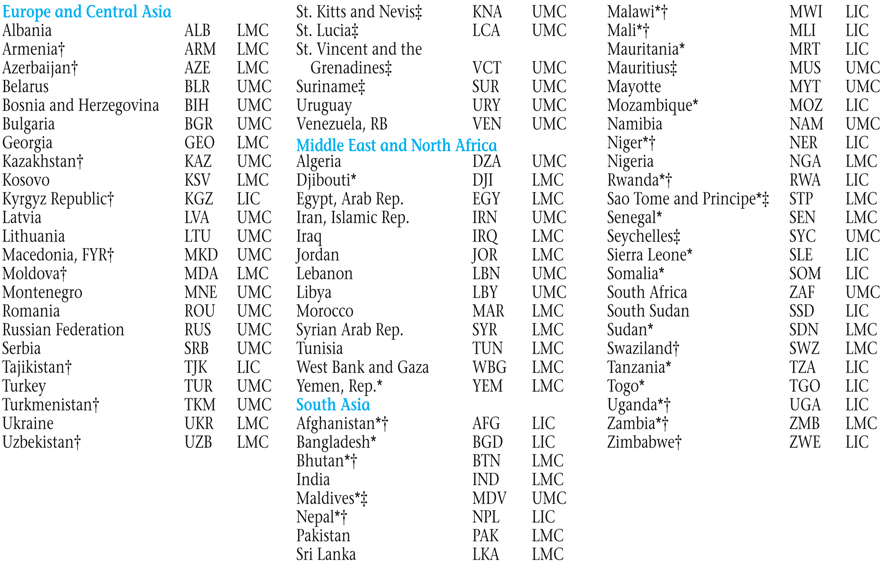 Europe and Central Asia
Albania ALB LMC
Armenia† ARM LMC
Azerbaijan† AZE LMC
Belarus BLR UMC
Bosnia and Herzegovina BIH UMC
Bulgaria BGR UMC
Georgia GEO LMC
Kazakhstan† KAZ UMC
Kosovo KSV LMC
Kyrgyz Republic† KGZ LIC
Latvia LVA UMC
Lithuania LTU UMC
Macedonia, FYR† MKD UMC
Moldova† MDA LMC
Montenegro MNE UMC
Romania ROU UMC
Russian Federation RUS UMC
Serbia SRB UMC
Tajikistan† TJK LIC
Turkey TUR UMC
Turkmenistan† TKM UMC
Ukraine UKR LMC
Uzbekistan† UZB LMC
St. Kitts and Nevis‡ KNA UMC
St. Lucia‡ LCA UMC
St. Vincent and the
Grenadines‡ VCT UMC
Suriname‡ SUR UMC
Uruguay URY UMC
Venezuela, RB VEN UMC
Middle East and North Africa
Algeria DZA UMC
Djibouti* DJI LMC
Egypt, Arab Rep. EGY LMC
Iran, Islamic Rep. IRN UMC
Iraq IRQ LMC
Jordan JOR LMC
Lebanon LBN UMC
Libya LBY UMC
Morocco MAR LMC
Syrian Arab Rep. SYR LMC
Tunisia TUN LMC
West Bank and Gaza WBG LMC
Yemen, Rep.* YEM LMC
South Asia
Afghanistan*† AFG LIC
Bangladesh* BGD LIC
Bhutan*† BTN LMC
India IND LMC
Maldives*‡ MDV UMC
Nepal*† NPL LIC
Pakistan PAK LMC
Sri Lanka LKA LMC
Malawi*† MWI LIC
Mali*† MLI LIC
Mauritania* MRT LIC
Mauritius‡ MUS UMC
Mayotte MYT UMC
Mozambique* MOZ LIC
Namibia NAM UMC
Niger*† NER LIC
Nigeria NGA LMC
Rwanda*† RWA LIC
Sao Tome and Principe*‡ STP LMC
Senegal* SEN LMC
Seychelles‡ SYC UMC
Sierra Leone* SLE LIC
Somalia* SOM LIC
South Africa ZAF UMC
South Sudan SSD LIC
Sudan* SDN LMC
Swaziland† SWZ LMC
Tanzania* TZA LIC
Togo* TGO LIC
Uganda*† UGA LIC
Zambia*† ZMB LMC
Zimbabwe† ZWE LIC